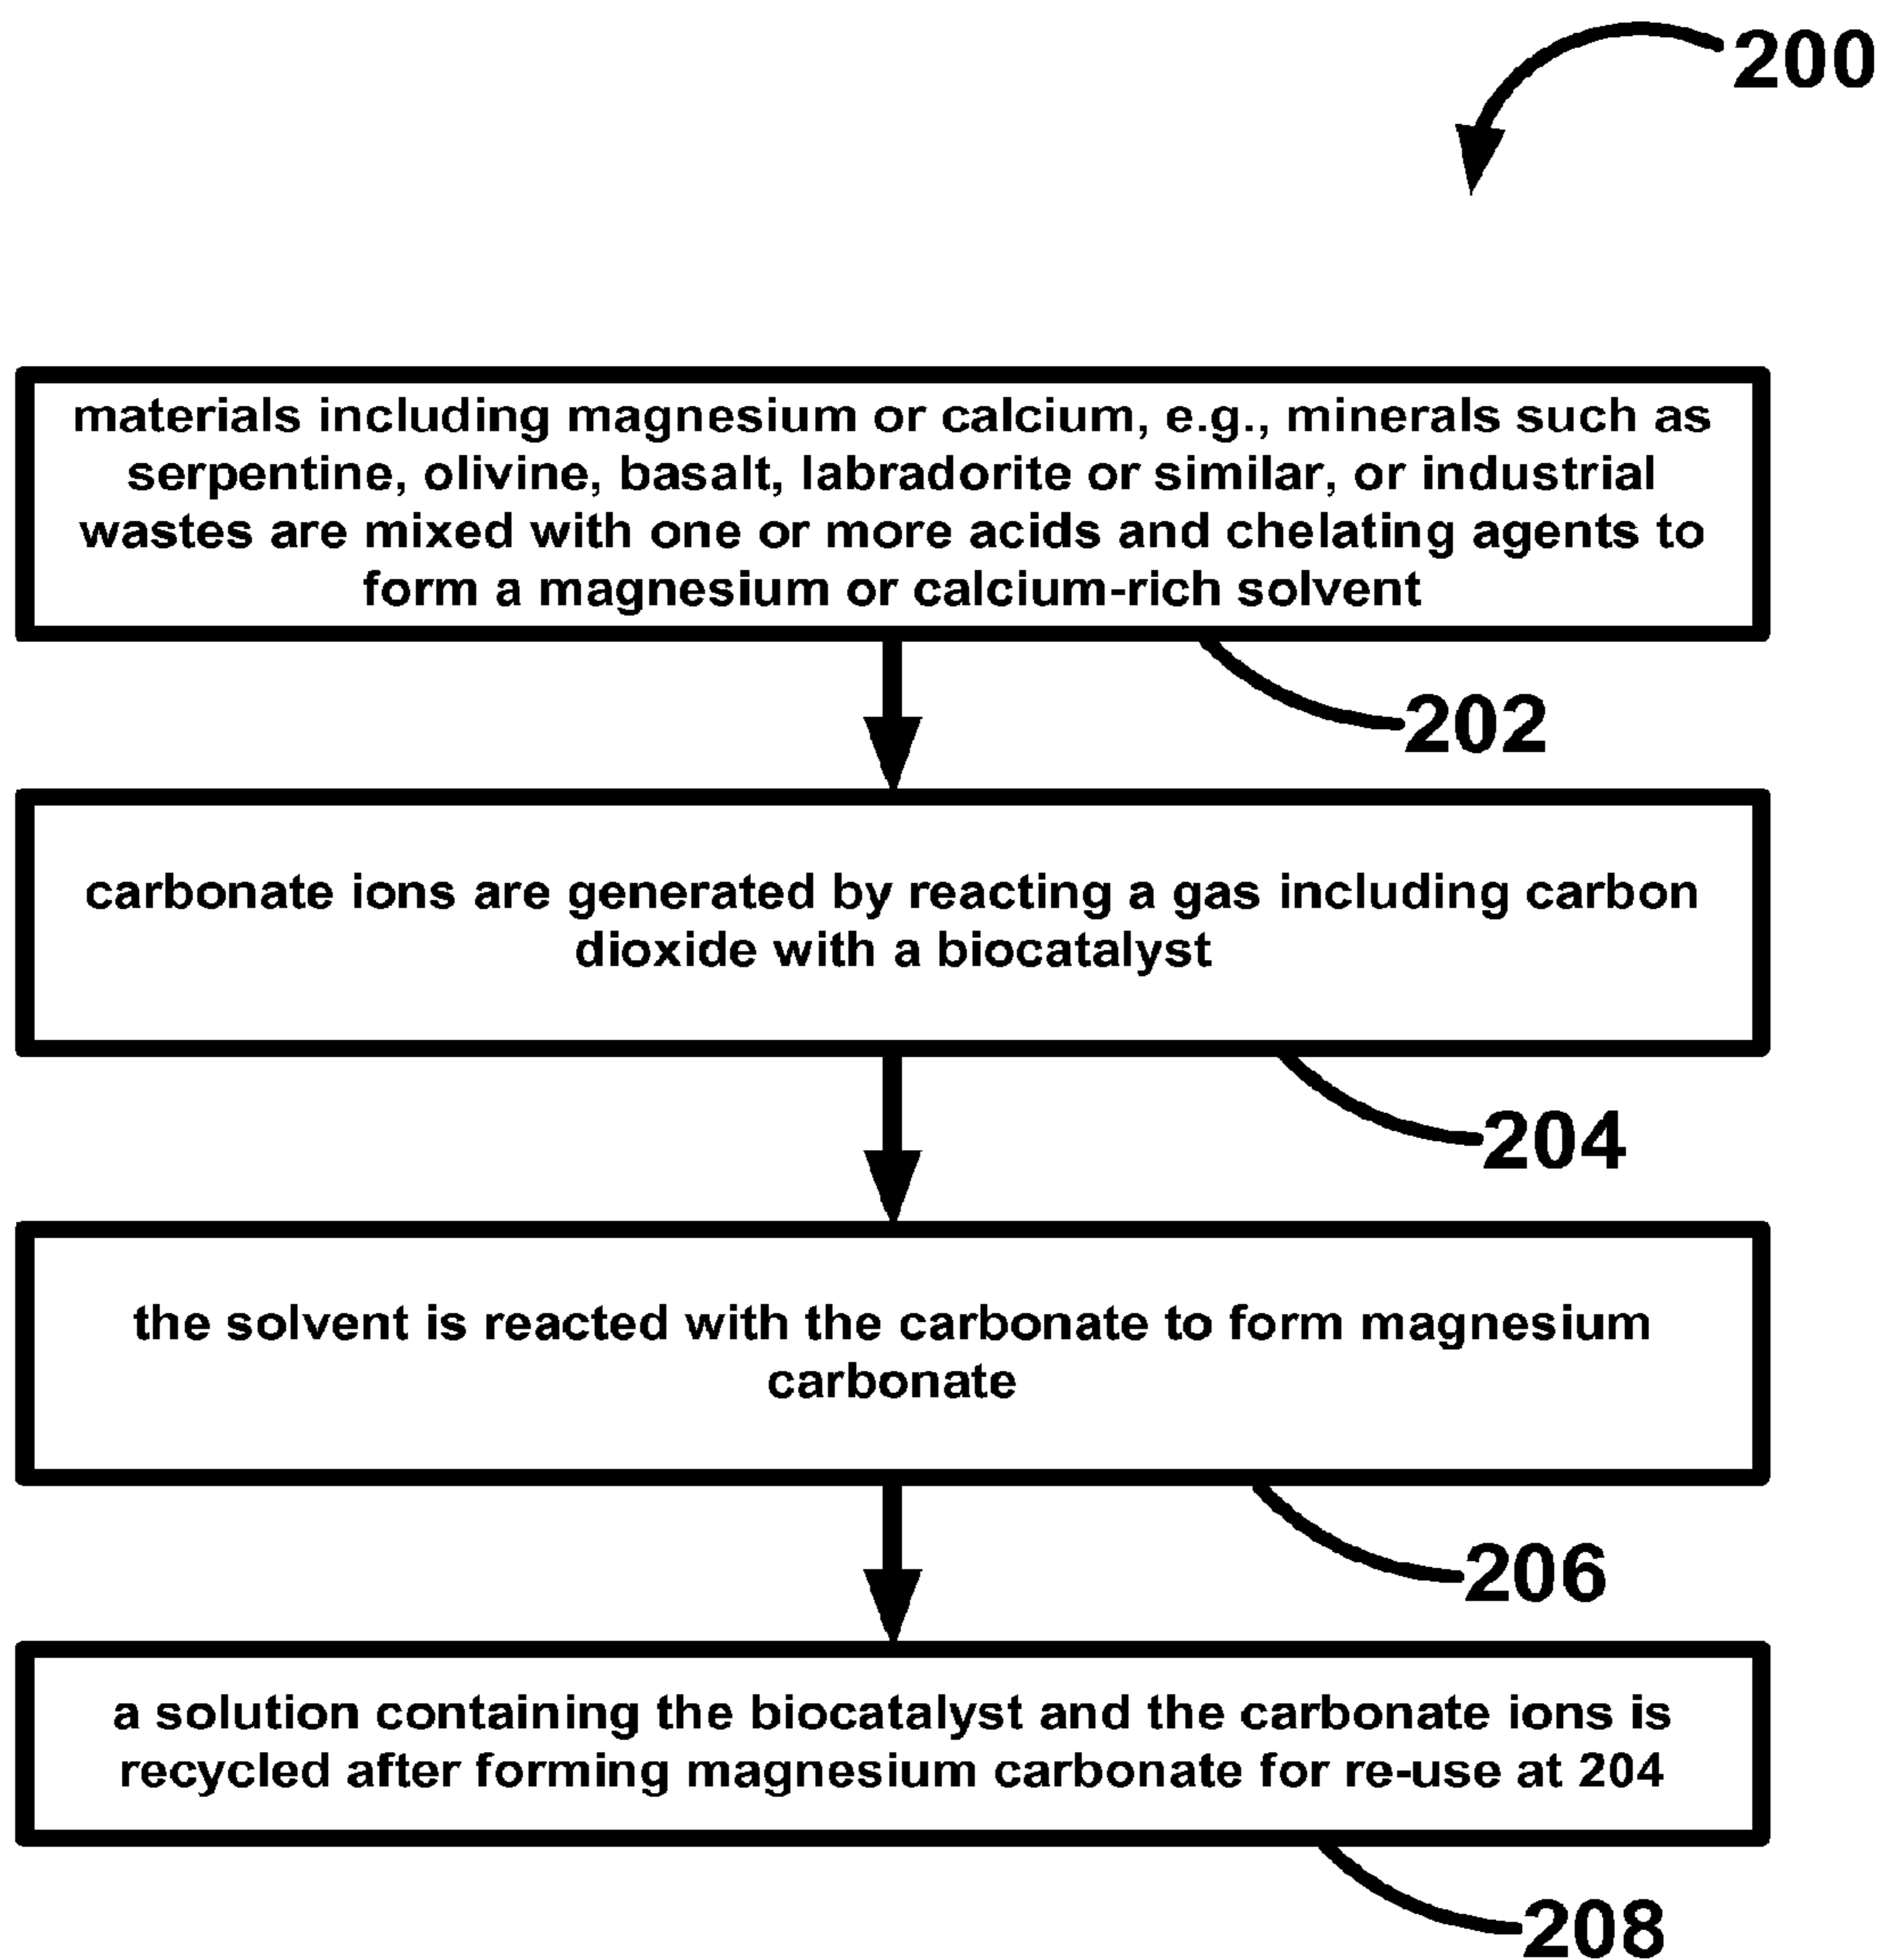 200
materials including magnesium or calcium, e.g., minerals such as
serpentine, olivine, basalt, labradorite or similar, or industrial
wastes are mixed with one or more acids and chelating agents to
form a magnesium or calcium-rich solvent
202
carbonate ions are generated by reacting a gas including carbon
dioxide with a biocatalyst
204
the solvent is reacted with the carbonate to form magnesium
carbonate
206
a solution containing the biocatalyst and the carbonate ions is
recycled after forming magnesium carbonate for re-use at 204
208